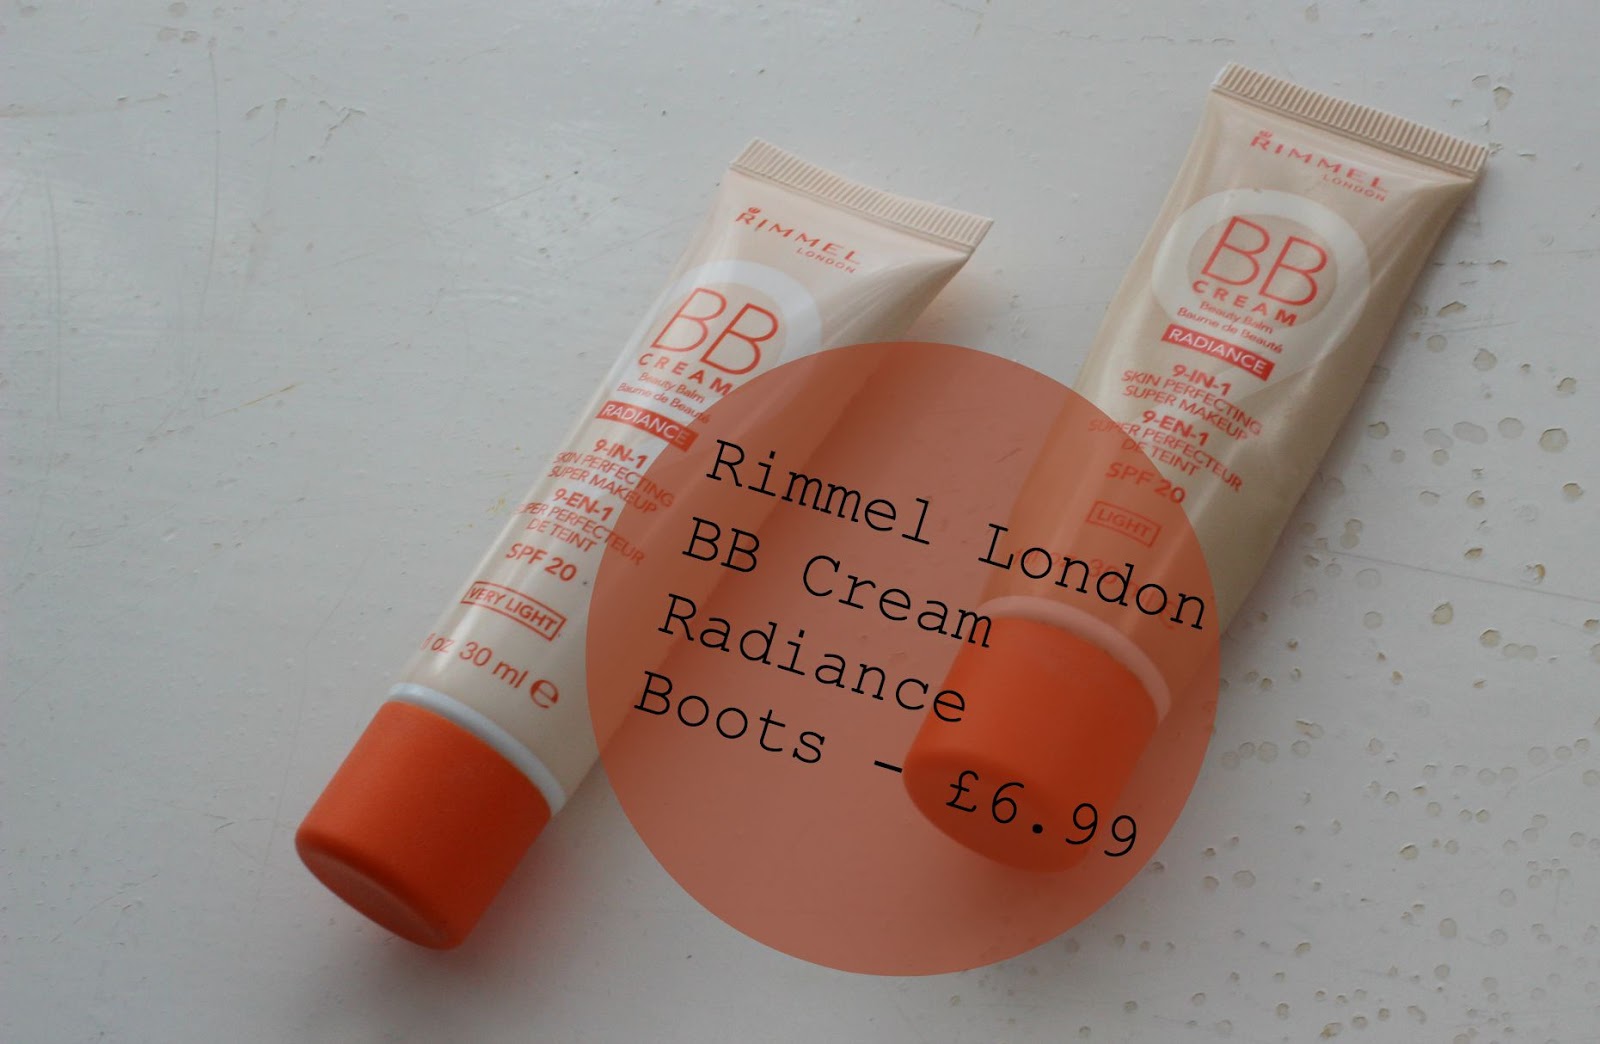 RIMMEL
LONDON
BB
CREAM
Beauty Balm
Baume de Beauté
RADIANCE
9-IN-1
SKIN PERFECTING
SUPER MAKEUP
9-EN-1
SUPER PERFECTEUR
DE TEINT
SPF 20
VERY LIGHT
fl oz 30 ml e
RIMMEL
LONDON
BB
CREAM
Beauty Balm
Baume de Beauté
RADIANCE
9-IN-1
SKIN PERFECTING
SUPER MAKEUP
9-EN-1
SUPER PERFECTEUR
DE TEINT
SPF 20
LIGHT
Rimmel London
BB Cream
Radiance
Boots - £6.99